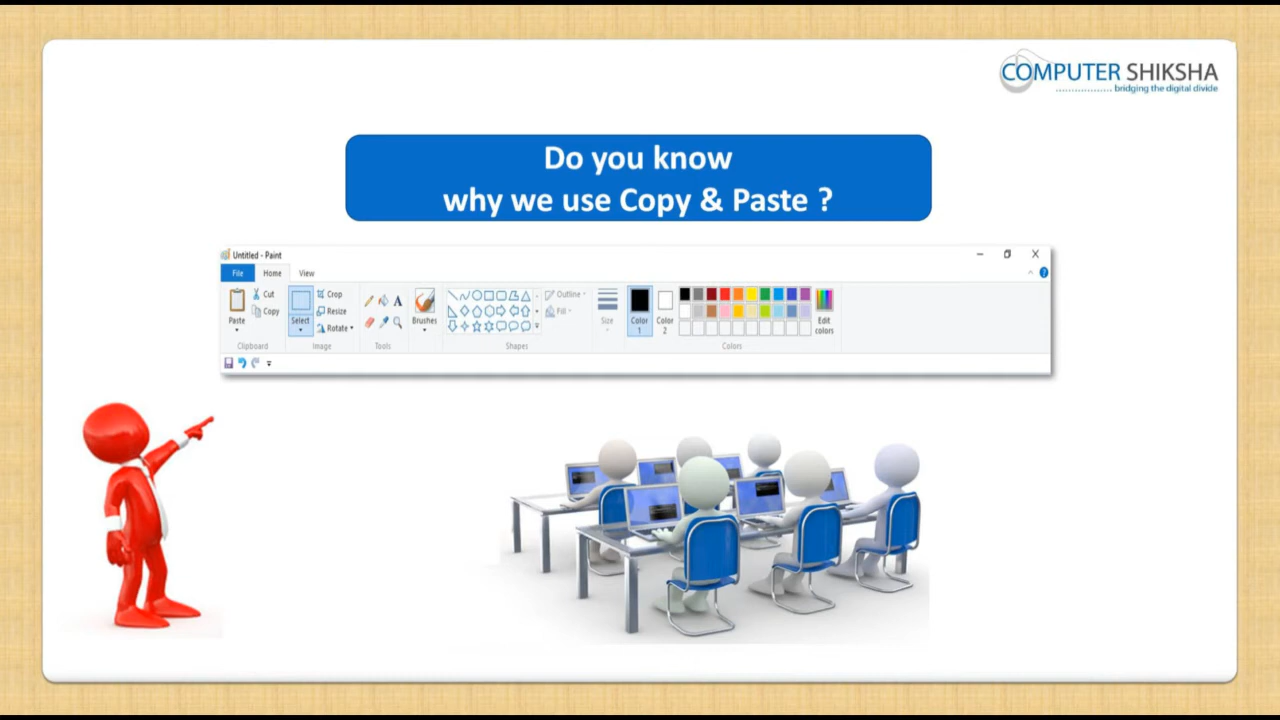 COMPUTER SHIKSHA
bridging the digital divide
Do you know
why we use Copy & Paste ?
Untitled - Paint
File Home View
Cut
Copy
Paste
Clipboard
Select
Crop
Resize
Rotate
Image
A
Tools
Brushes
Shapes
Outline
Fill
Size
Color
1
Color
2
Edit
colors
Colors